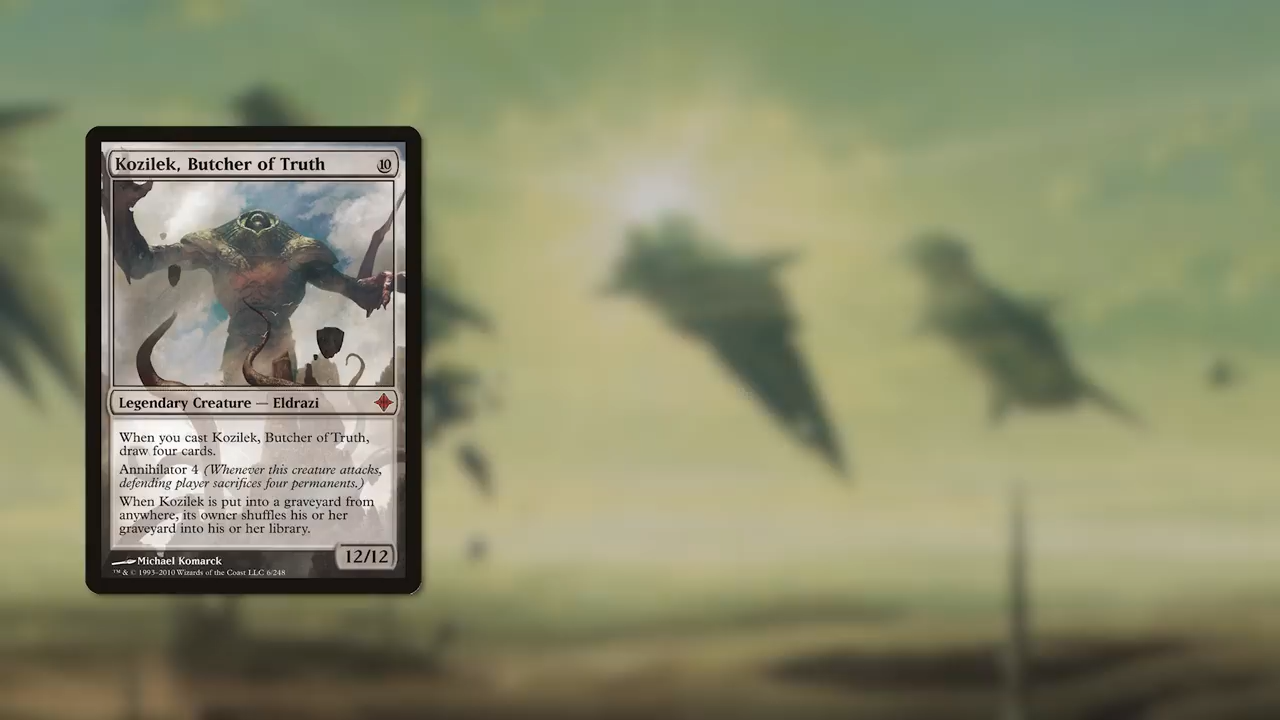 Kozilek, Butcher of Truth 10
Legendary Creature — Eldrazi
When you cast Kozilek, Butcher of Truth,
draw four cards.
Annihilator 4 (Whenever this creature attacks,
defending player sacrifices four permanents.)
When Kozilek is put into a graveyard from
anywhere, its owner shuffles his or her
graveyard into his or her library.
12/12
Michael Komarck
™ & © 1993–2010 Wizards of the Coast LLC 6/248